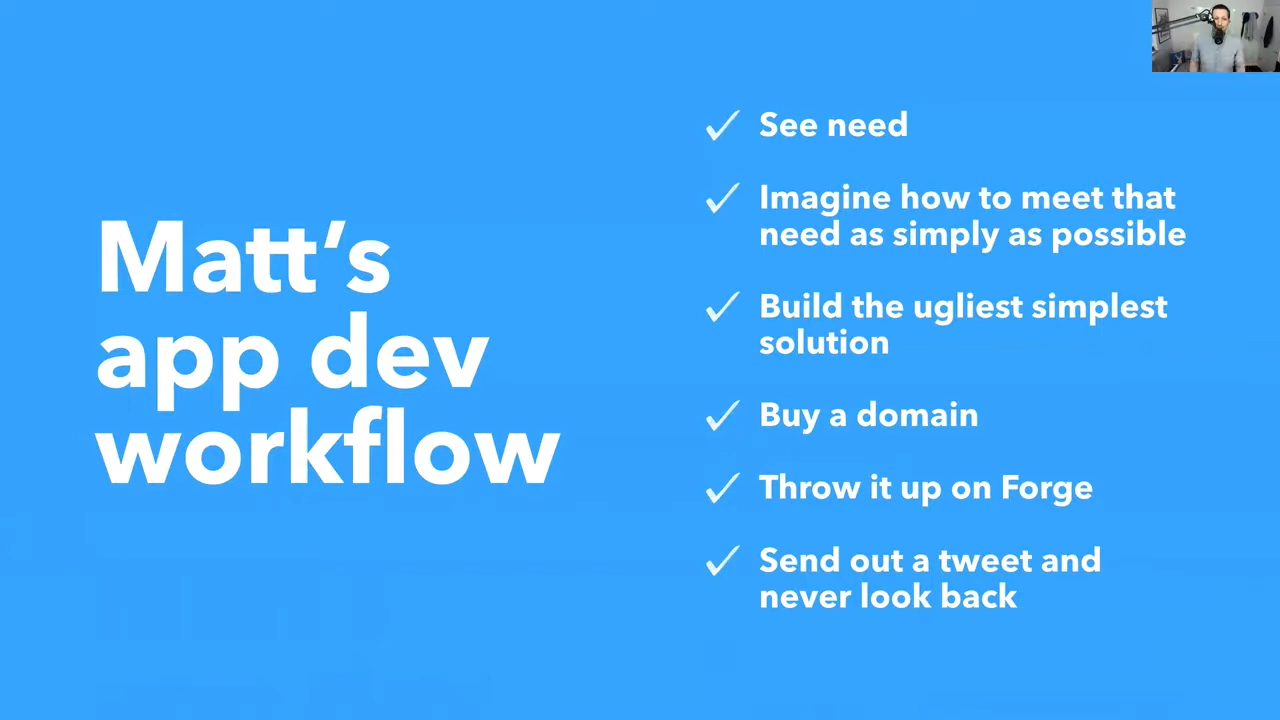 Matt’s
app dev
workflow
See need
Imagine how to meet that
need as simply as possible
Build the ugliest simplest
solution
Buy a domain
Throw it up on Forge
Send out a tweet and
never look back